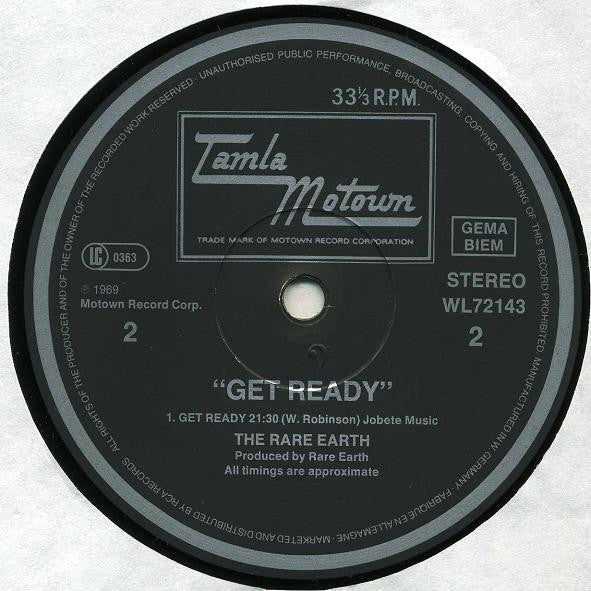 ALL RIGHTS OF THE PRODUCER AND OF THE OWNER OF THE RECORDED WORK RESERVED · UNAUTHORISED PUBLIC PERFORMANCE, BROADCASTING, COPYING AND HIRING OF THIS RECORD PROHIBITED. MANUFACTURED IN W. GERMANY · FABRIQUE EN ALLEMAGNE · MARKETED AND DISTRIBUTED BY RCA RECORDS ·
33⅓ R.P.M.
Tamla
Motown
TRADE MARK OF MOTOWN RECORD CORPORATION
GEMA
BIEM
LC 0363
STEREO
WL72143
℗ 1969
Motown Record Corp.
2
2
"GET READY"
1. GET READY 21:30 (W. Robinson) Jobete Music
THE RARE EARTH
Produced by Rare Earth
All timings are approximate